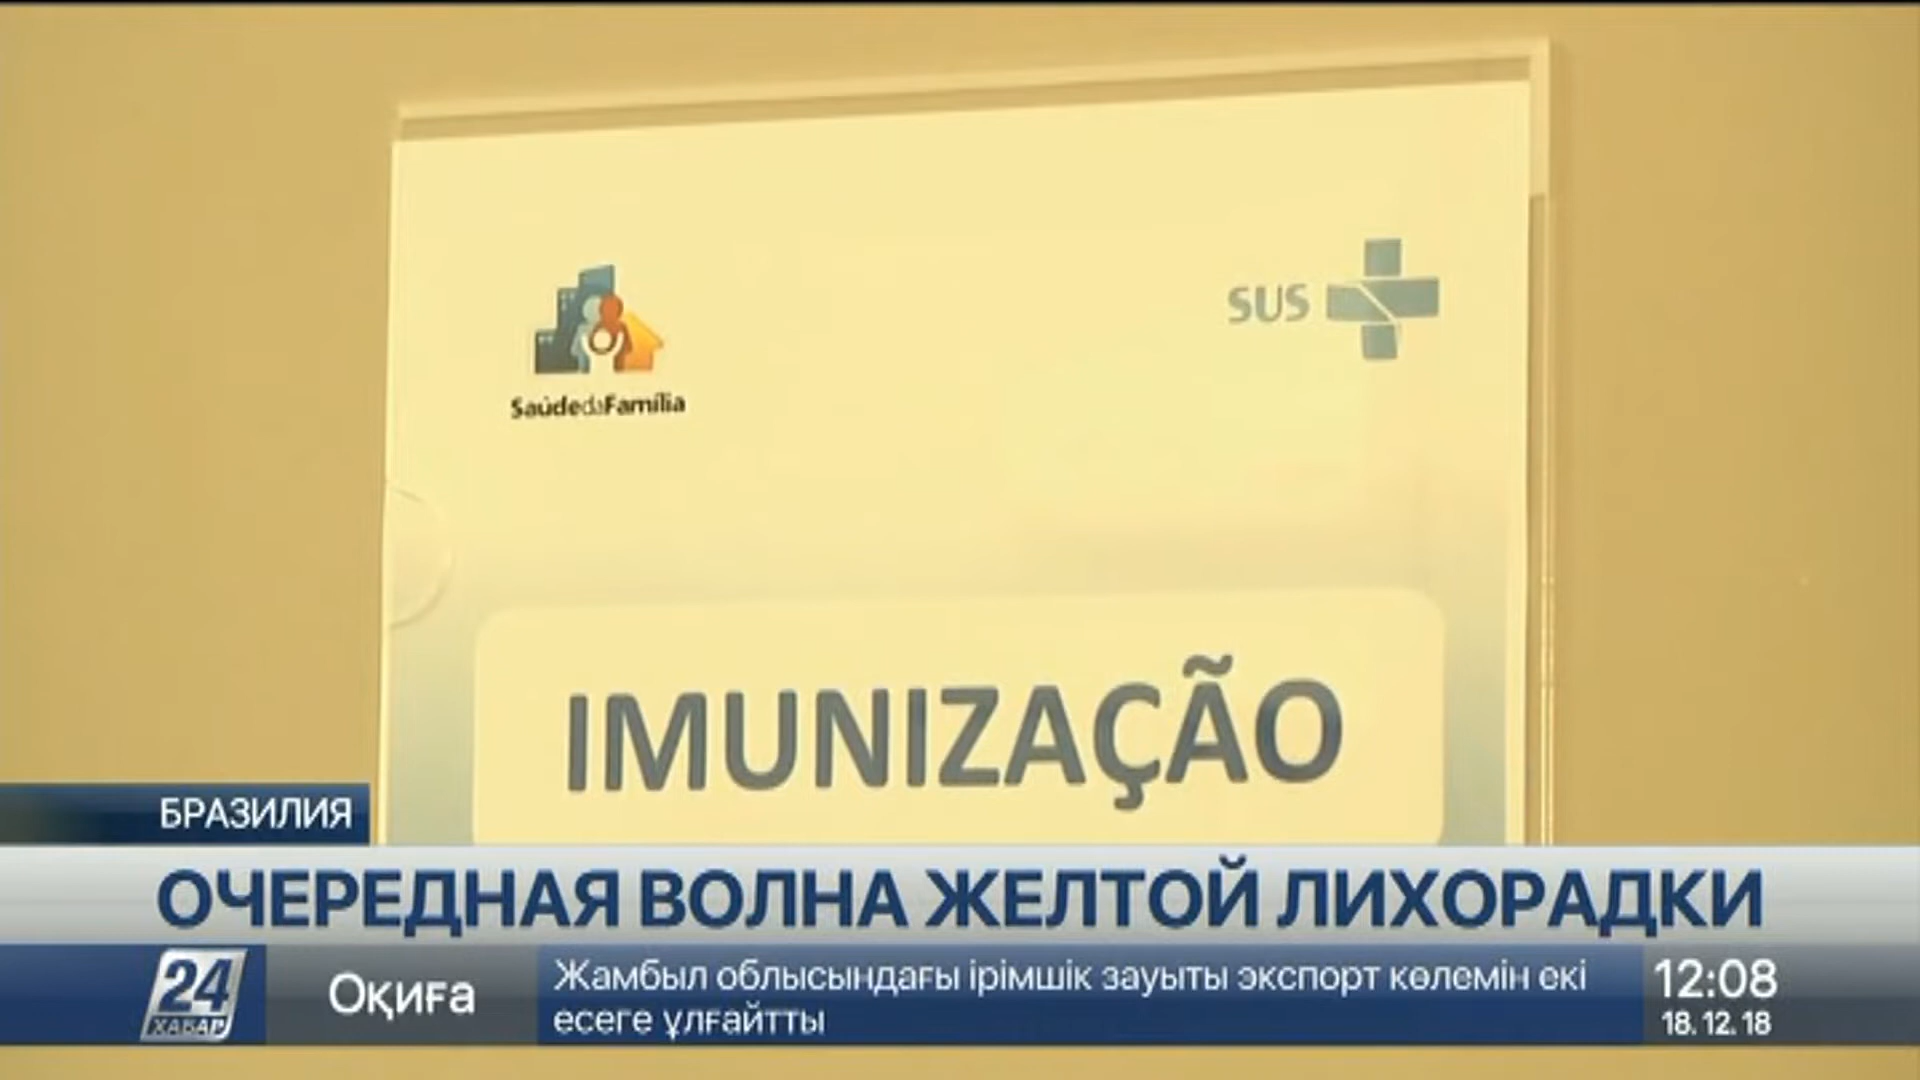 SaúdedaFamília
SUS
IMUNIZAÇÃO
БРАЗИЛИЯ
ОЧЕРЕДНАЯ ВОЛНА ЖЕЛТОЙ ЛИХОРАДКИ
24
ХАБАР
Оқиға
Жамбыл облысындағы ірімшік зауыты экспорт көлемін екі
есеге ұлғайтты
12:08
18.12.18